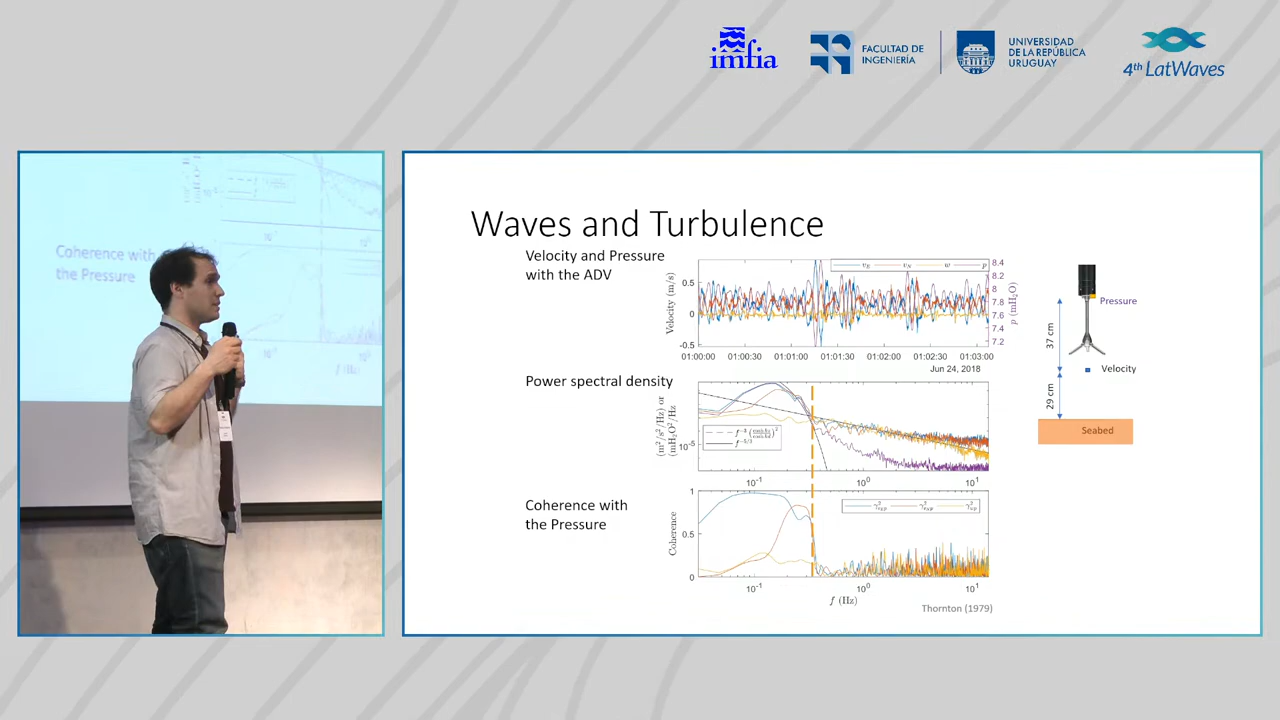 imfia
FACULTAD DE
INGENIERÍA
UNIVERSIDAD
DE LA REPÚBLICA
URUGUAY
4th LatWaves
Coherence with
the Pressure
Waves and Turbulence
Velocity and Pressure
with the ADV
Velocity (m/s)
0.5
0
-0.5
8.4
8.2
8
7.8
7.6
7.4
7.2
p (mH₂O)
01:00:00 01:00:30 01:01:00 01:01:30 01:02:00 01:02:30 01:03:00
Jun 24, 2018
Power spectral density
(m²/s²/Hz) or
10⁻⁵
10⁻¹ 10⁰ 10¹
Coherence with
the Pressure
Coherence
1
0.5
0
10⁻¹ 10⁰ 10¹
f (Hz)
Thornton (1979)
Pressure
37 cm
Velocity
29 cm
Seabed